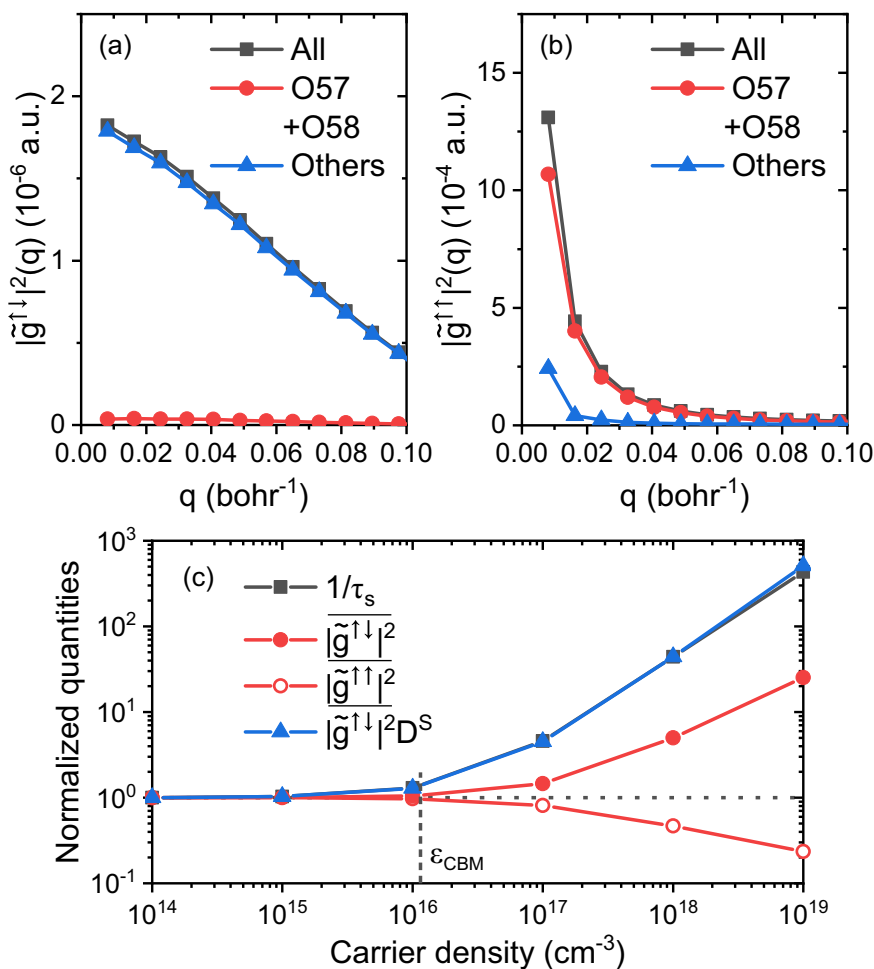 (a)
All
O57
+O58
Others
|g̃↑↓|²(q) (10⁻⁶ a.u.)
2
1
0
0.00 0.02 0.04 0.06 0.08 0.10
q (bohr⁻¹)
(b)
All
O57
+O58
Others
|g̃↑↑|²(q) (10⁻⁴ a.u.)
15
10
5
0
0.00 0.02 0.04 0.06 0.08 0.10
q (bohr⁻¹)
(c)
1/τₛ
|g̃↑↓|²
|g̃↑↑|²
|g̃↑↓|²Dˢ
εCBM
Normalized quantities
10³
10²
10¹
10⁰
10⁻¹
10¹⁴ 10¹⁵ 10¹⁶ 10¹⁷ 10¹⁸ 10¹⁹
Carrier density (cm⁻³)